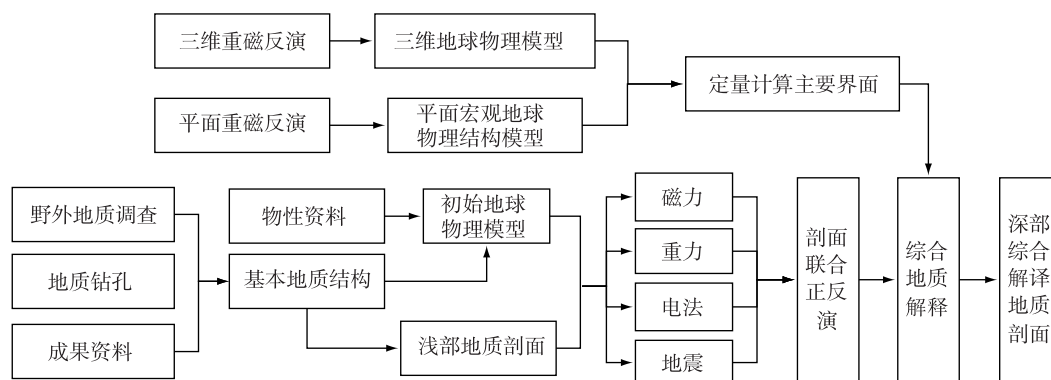 三维重磁反演
三维地球物理模型
定量计算主要界面
平面重磁反演
平面宏观地球
物理结构模型
野外地质调查
物性资料
初始地球
物理模型
磁力
地质钻孔
基本地质结构
重力
电法
成果资料
浅部地质剖面
地震
剖面
联合
正反
演
综合
地质
解释
深部
综合
解译
地质
剖面